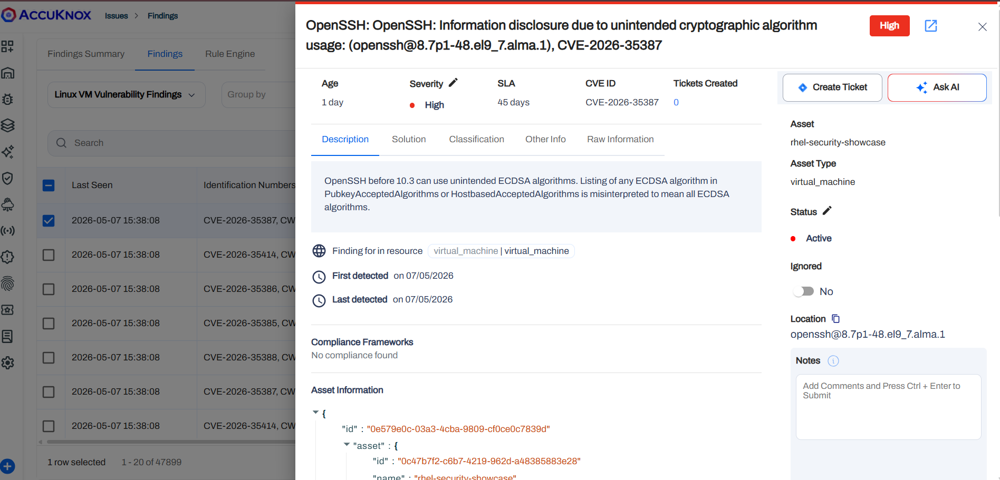 ACCUKNOX
Issues > Findings
Findings Summary
Findings
Rule Engine
Linux VM Vulnerability Findings
Group by
Search
Last Seen
Identification Numbers
2026-05-07 15:38:08
CVE-2026-35387, CW
2026-05-07 15:38:08
CVE-2026-35414, CW
2026-05-07 15:38:08
CVE-2026-35386, CW
2026-05-07 15:38:08
CVE-2026-35385, CW
2026-05-07 15:38:08
CVE-2026-35388, CW
2026-05-07 15:38:08
CVE-2026-35387, CW
2026-05-07 15:38:08
CVE-2026-35414, CW
1 row selected
1 - 20 of 47899
OpenSSH: OpenSSH: Information disclosure due to unintended cryptographic algorithm
usage: (openssh@8.7p1-48.el9_7.alma.1), CVE-2026-35387
High
Age
1 day
Severity
High
SLA
45 days
CVE ID
CVE-2026-35387
Tickets Created
0
Description
Solution
Classification
Other Info
Raw Information
OpenSSH before 10.3 can use unintended ECDSA algorithms. Listing of any ECDSA algorithm in
PubkeyAcceptedAlgorithms or HostbasedAcceptedAlgorithms is misinterpreted to mean all ECDSA
algorithms.
Finding for in resource virtual_machine | virtual_machine
First detected on 07/05/2026
Last detected on 07/05/2026
Compliance Frameworks
No compliance found
Asset Information
{
"id" : "0e579e0c-03a3-4cba-9809-cf0ce0c7839d"
"asset" : {
"id" : "0c47b7f2-c6b7-4219-962d-a48385883e28"
"name" : "rhel-security-showcase"
Create Ticket
Ask AI
Asset
rhel-security-showcase
Asset Type
virtual_machine
Status
Active
Ignored
No
Location
openssh@8.7p1-48.el9_7.alma.1
Notes
Add Comments and Press Ctrl + Enter to
Submit